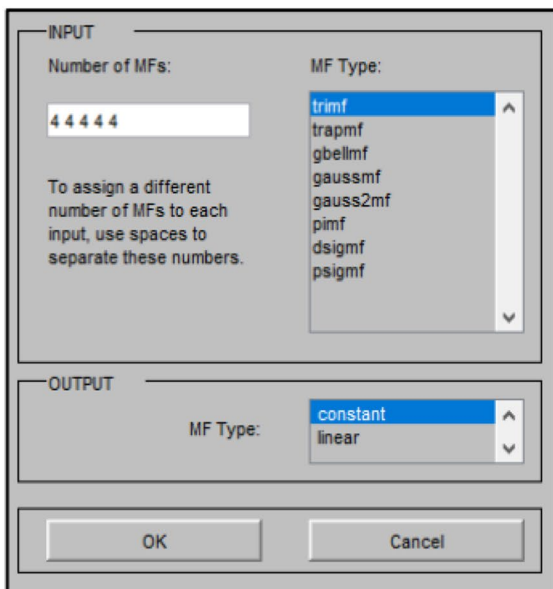 INPUT
Number of MFs:
4 4 4 4 4
To assign a different
number of MFs to each
input, use spaces to
separate these numbers.
MF Type:
trimf
trapmf
gbellmf
gaussmf
gauss2mf
pimf
dsigmf
psigmf
OUTPUT
MF Type:
constant
linear
OK
Cancel